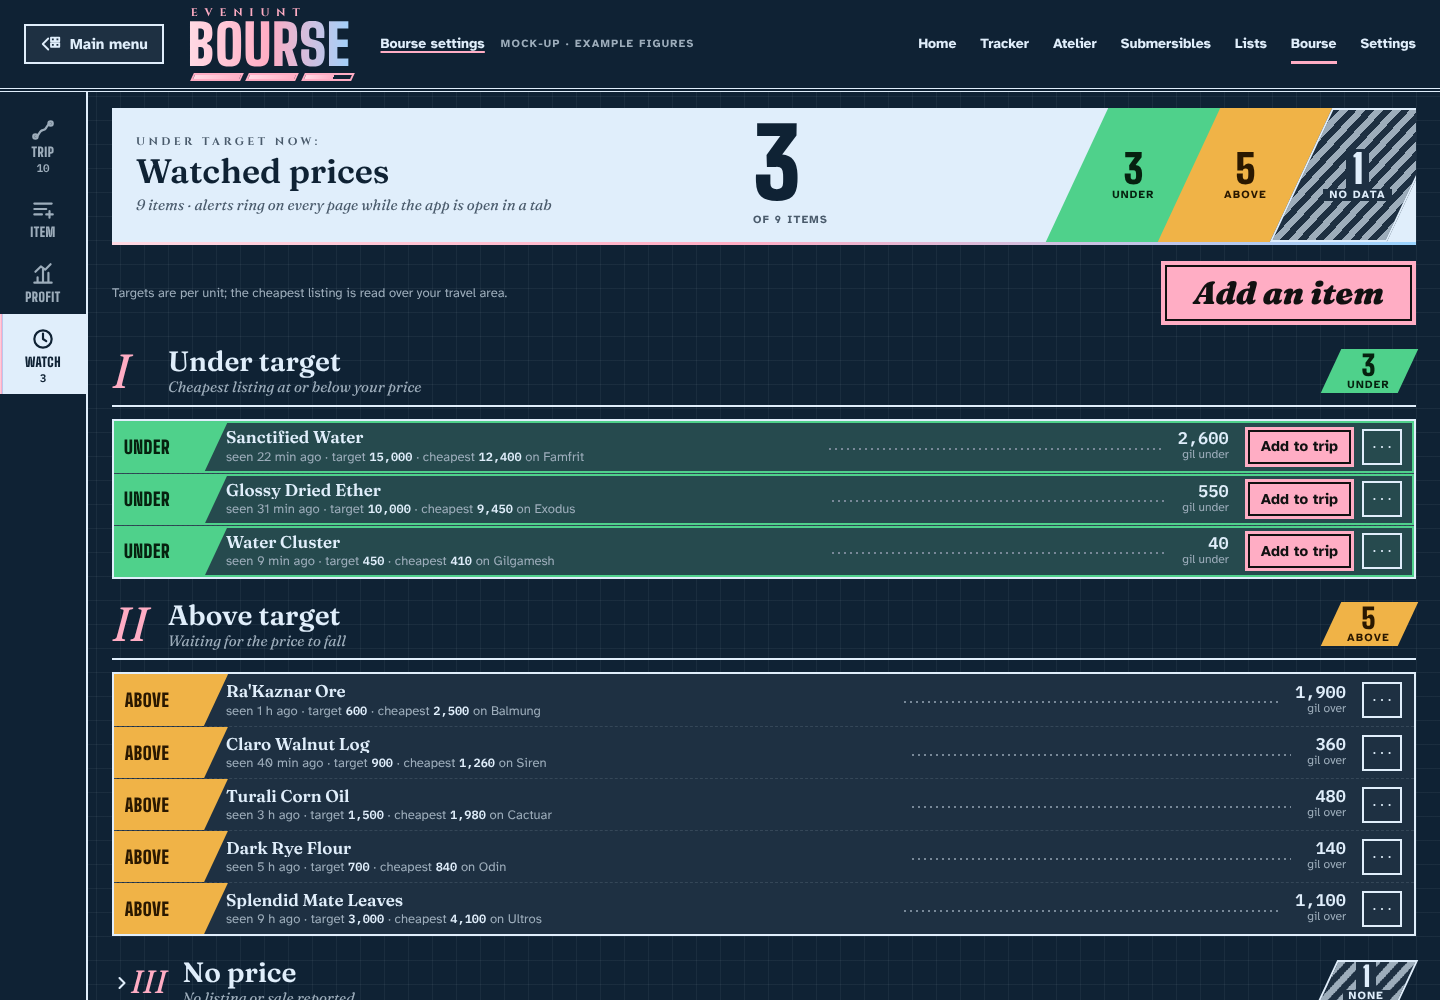 Main menu
EVENIUNT
BOURSE
Bourse settings
MOCK-UP · EXAMPLE FIGURES
Home
Tracker
Atelier
Submersibles
Lists
Bourse
Settings
TRIP
10
ITEM
PROFIT
WATCH
3
UNDER TARGET NOW:
Watched prices
9 items · alerts ring on every page while the app is open in a tab
3
OF 9 ITEMS
3
UNDER
5
ABOVE
1
NO DATA
Targets are per unit; the cheapest listing is read over your travel area.
Add an item
I
Under target
Cheapest listing at or below your price
3
UNDER
UNDER
Sanctified Water
seen 22 min ago · target 15,000 · cheapest 12,400 on Famfrit
2,600
gil under
Add to trip
...
UNDER
Glossy Dried Ether
seen 31 min ago · target 10,000 · cheapest 9,450 on Exodus
550
gil under
Add to trip
...
UNDER
Water Cluster
seen 9 min ago · target 450 · cheapest 410 on Gilgamesh
40
gil under
Add to trip
...
II
Above target
Waiting for the price to fall
5
ABOVE
ABOVE
Ra'Kaznar Ore
seen 1 h ago · target 600 · cheapest 2,500 on Balmung
1,900
gil over
...
ABOVE
Claro Walnut Log
seen 40 min ago · target 900 · cheapest 1,260 on Siren
360
gil over
...
ABOVE
Turali Corn Oil
seen 3 h ago · target 1,500 · cheapest 1,980 on Cactuar
480
gil over
...
ABOVE
Dark Rye Flour
seen 5 h ago · target 700 · cheapest 840 on Odin
140
gil over
...
ABOVE
Splendid Mate Leaves
seen 9 h ago · target 3,000 · cheapest 4,100 on Ultros
1,100
gil over
...
III
No price
No listing or sale reported
1
NONE